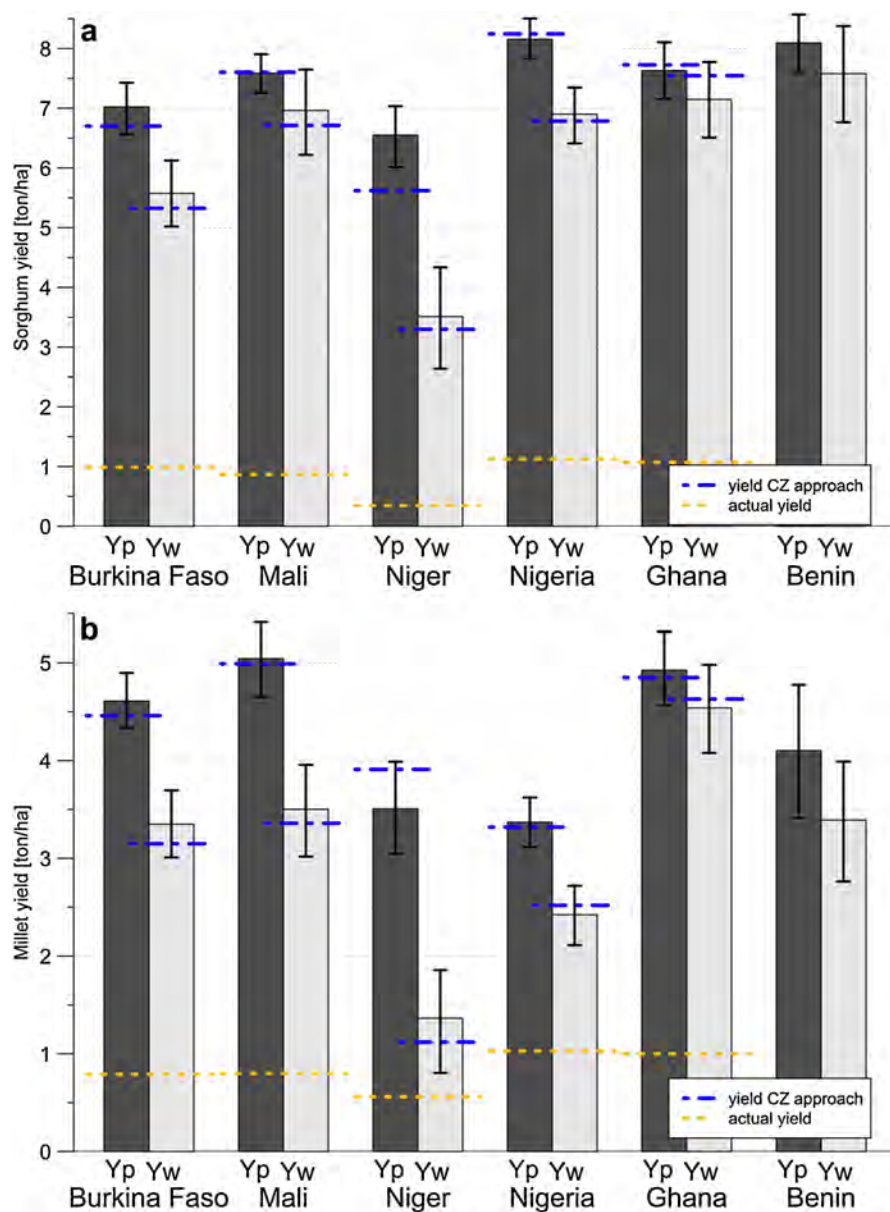 a
Sorghum yield [ton/ha]
8
7
6
5
4
3
2
1
0
yield CZ approach
actual yield
Yp Yw Yp Yw Yp Yw Yp Yw Yp Yw Yp Yw
Burkina Faso Mali Niger Nigeria Ghana Benin
b
Millet yield [ton/ha]
5
4
3
2
1
0
yield CZ approach
actual yield
Yp Yw Yp Yw Yp Yw Yp Yw Yp Yw Yp Yw
Burkina Faso Mali Niger Nigeria Ghana Benin